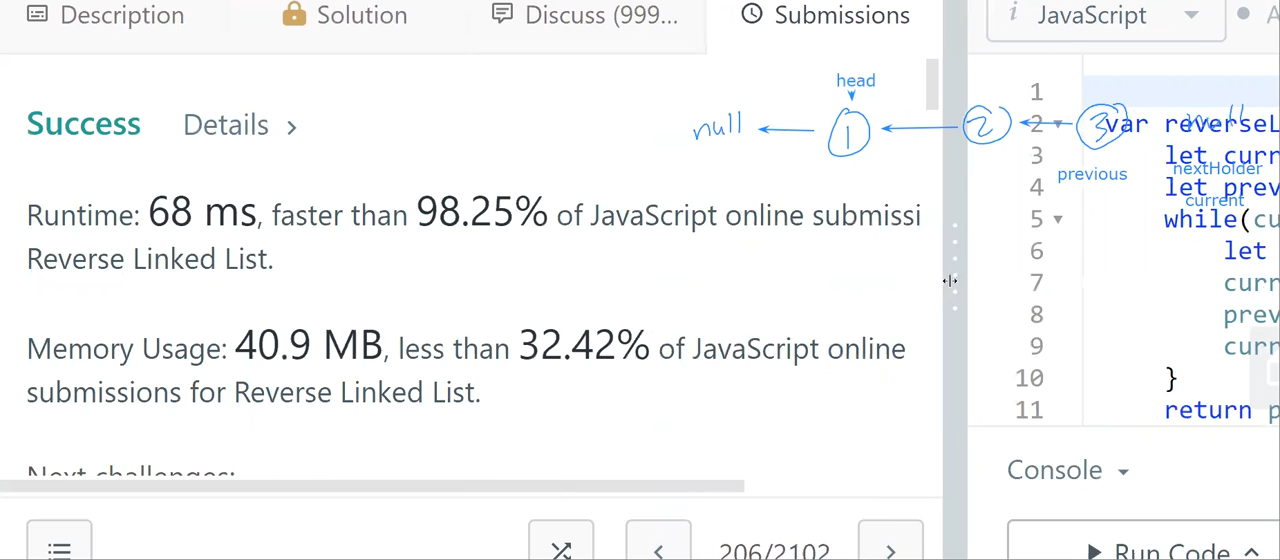 Description
Solution
Discuss (999...
Submissions
Success
Details
Runtime: 68 ms, faster than 98.25% of JavaScript online submissi
Reverse Linked List.
Memory Usage: 40.9 MB, less than 32.42% of JavaScript online
submissions for Reverse Linked List.
Next challenges:
206/2102
head
null
1
2
3
null
previous
nextHolder
current
i JavaScript
A
1
2 var reverseL
3 let curr
4 let prev
5 while(cu
6 let
7 curr
8 prev
9 curr
10 }
11 return p
Console
Run Code